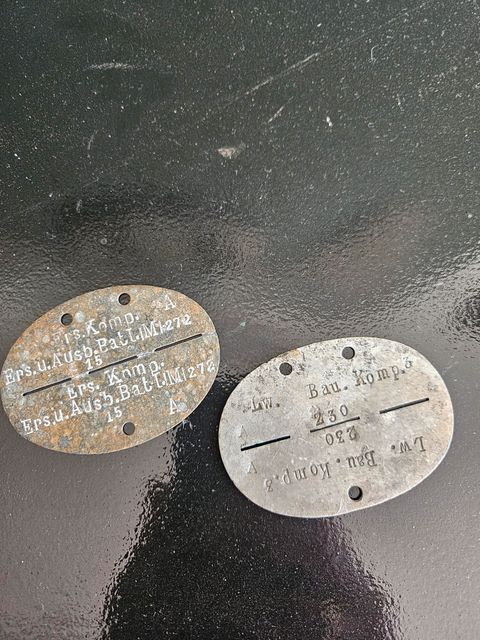 Ers.Komp. A
Ers.u.Ausb.Batl.(M)272
15
Ers. Komp.
Ers.u.Ausb.Batl.(M)272
15 A
Lw. Bau. Komp.3
A 230
A 230
Lw. Bau. Komp.3